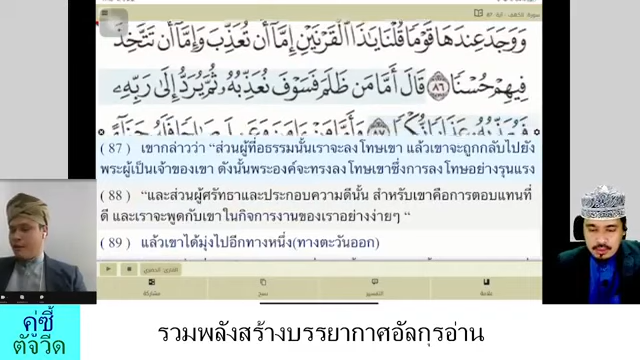 سورة الكهف - آية: 87
وَوَجَدَ عِندَهَا قَوْمًا قُلْنَا يَٰذَا ٱلْقَرْنَيْنِ إِمَّآ أَن تُعَذِّبَ وَإِمَّآ أَن تَتَّخِذَ
فِيهِمْ حُسْنًا ٨٦ قَالَ أَمَّا مَن ظَلَمَ فَسَوْفَ نُعَذِّبُهُۥ ثُمَّ يُرَدُّ إِلَىٰ رَبِّهِۦ
( 87 ) เขากล่าวว่า “ส่วนผู้ที่อธรรมนั้นเราจะลงโทษเขา แล้วเขาจะถูกกลับไปยัง
พระผู้เป็นเจ้าของเขา ดังนั้นพระองค์จะทรงลงโทษเขาซึ่งการลงโทษอย่างรุนแรง
( 88 ) “และส่วนผู้ศรัทธาและประกอบความดีนั้น สำหรับเขาคือการตอบแทนที่
ดี และเราจะพูดกับเขาในกิจการงานของเราอย่างง่ายๆ “
( 89 ) แล้วเขาได้มุ่งไปอีกทางหนึ่ง(ทางตะวันออก)
مشاركة نسخ التفسير علامة
คู่ซี้
ตัจวีด
รวมพลังสร้างบรรยากาศอัลกุรอ่าน